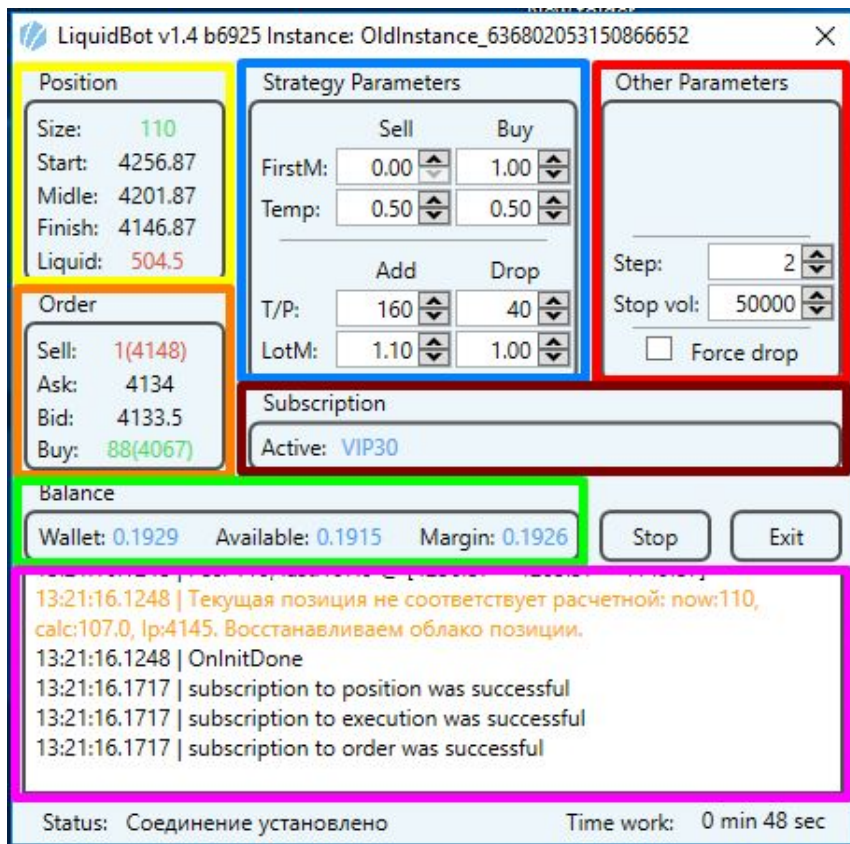 LiquidBot v1.4 b6925 Instance: OldInstance_636802053150866652
Position
Size: 110
Start: 4256.87
Midle: 4201.87
Finish: 4146.87
Liquid: 504.5
Strategy Parameters
Sell Buy
FirstM: 0.00 1.00
Temp: 0.50 0.50
Add Drop
T/P: 160 40
LotM: 1.10 1.00
Other Parameters
Step: 2
Stop vol: 50000
Force drop
Order
Sell: 1(4148)
Ask: 4134
Bid: 4133.5
Buy: 88(4067)
Subscription
Active: VIP30
Balance
Wallet: 0.1929 Available: 0.1915 Margin: 0.1926
Stop Exit
13:21:16.1248 | Текущая позиция не соответствует расчетной: now:110,
calc:107.0, lp:4145. Восстанавливаем облако позиции.
13:21:16.1248 | OnInitDone
13:21:16.1717 | subscription to position was successful
13:21:16.1717 | subscription to execution was successful
13:21:16.1717 | subscription to order was successful
Status: Соединение установлено Time work: 0 min 48 sec